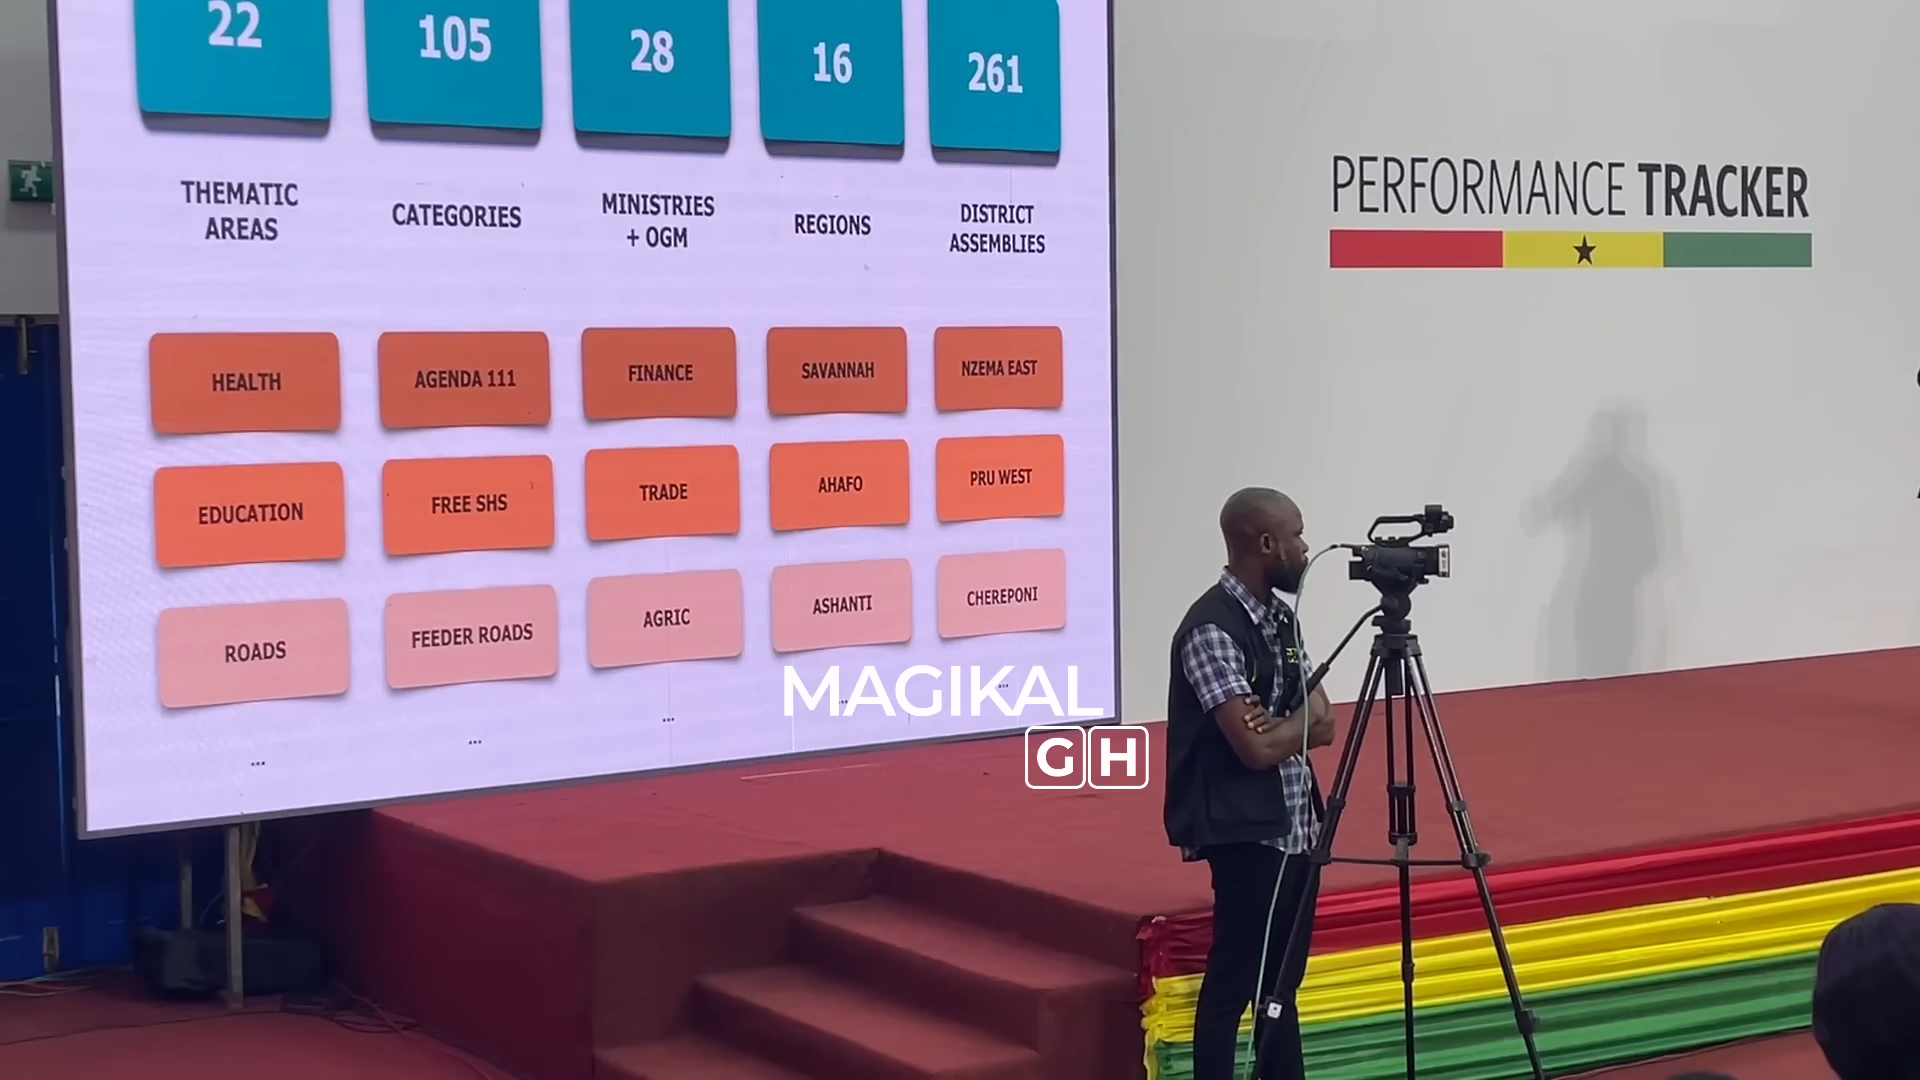 22
105
28
16
261
THEMATIC
AREAS
CATEGORIES
MINISTRIES
+ OGM
REGIONS
DISTRICT
ASSEMBLIES
HEALTH
AGENDA 111
FINANCE
SAVANNAH
NZEMA EAST
EDUCATION
FREE SHS
TRADE
AHAFO
PRU WEST
ROADS
FEEDER ROADS
AGRIC
ASHANTI
CHEREPONI
...
...
...
...
...
PERFORMANCE TRACKER
MAGIKAL
GH